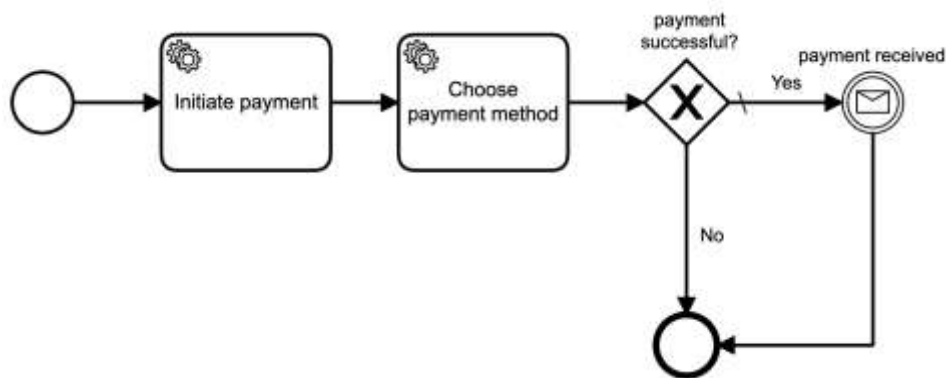 Initiate payment
Choose
payment method
payment
successful?
Yes
No
payment received